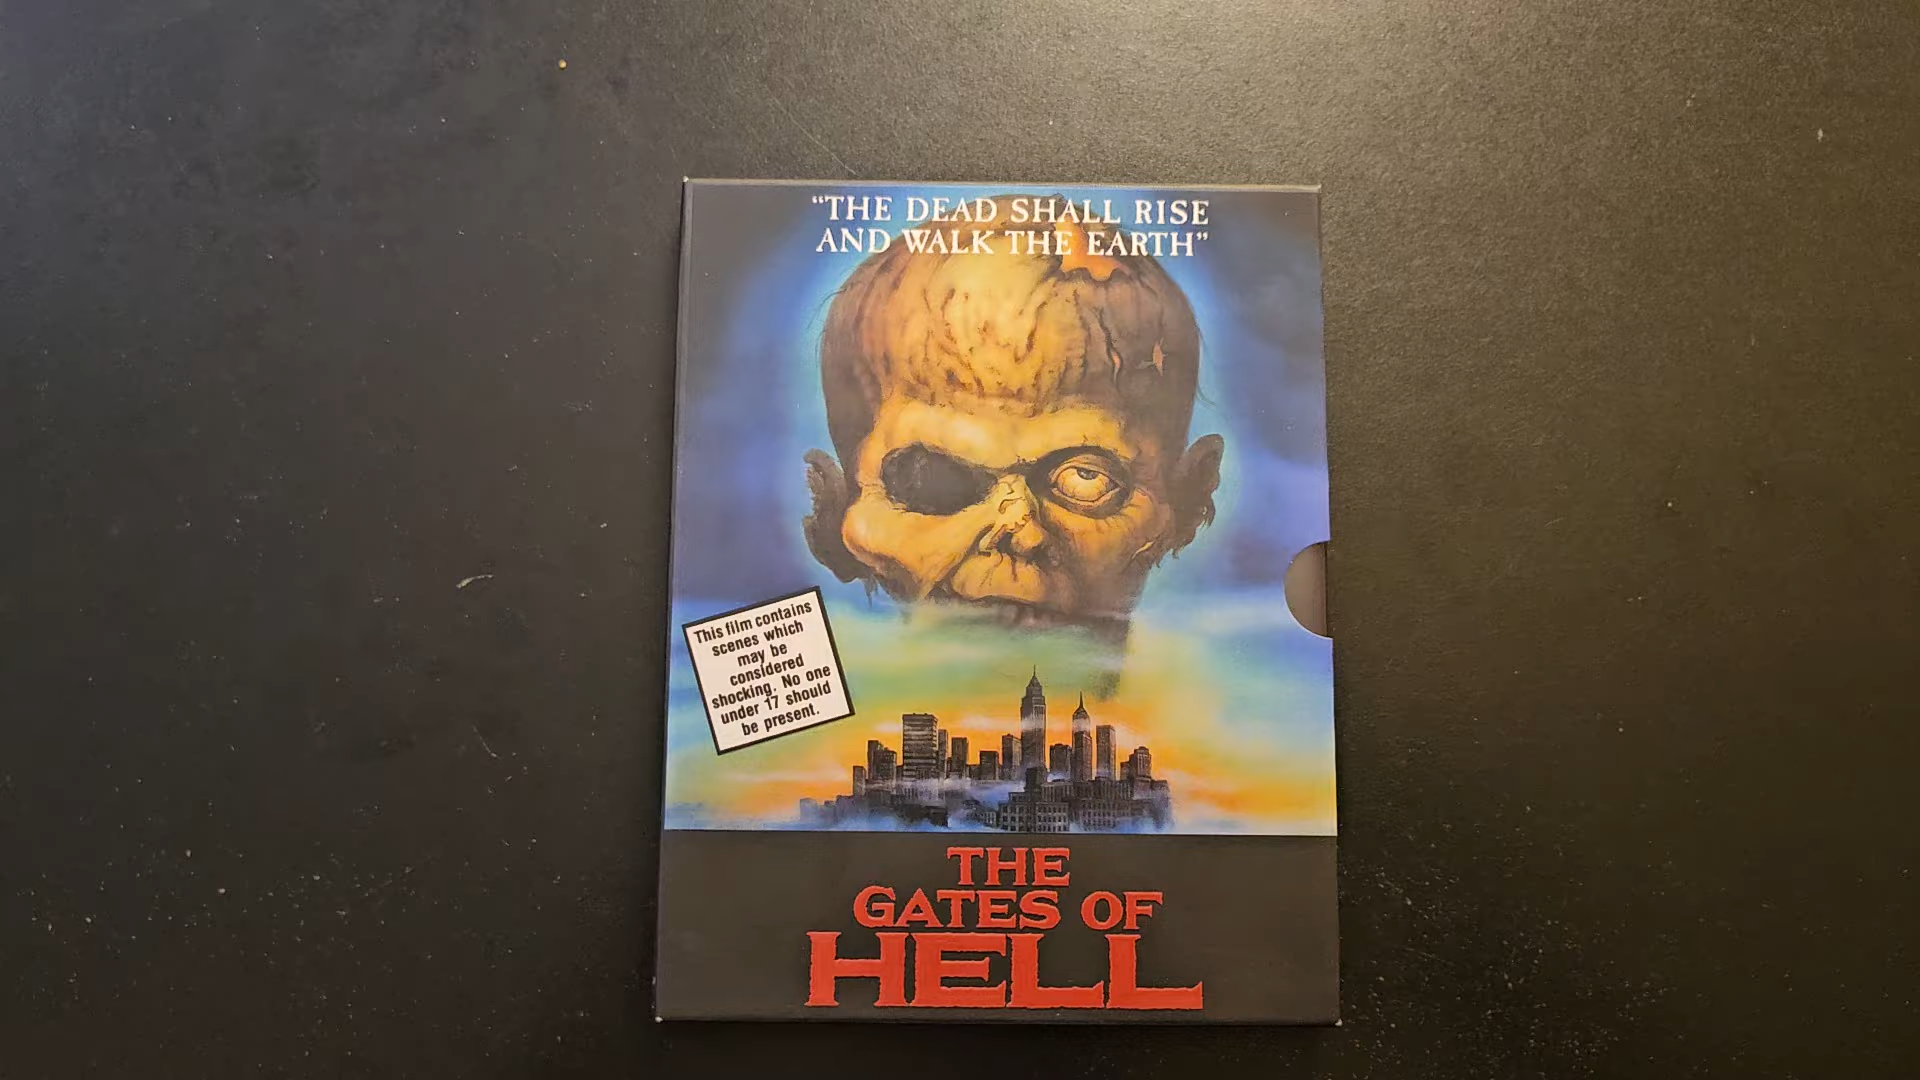 “THE DEAD SHALL RISE
AND WALK THE EARTH”
This film contains
scenes which
may be
considered
shocking. No one
under 17 should
be present.
THE
GATES OF
HELL